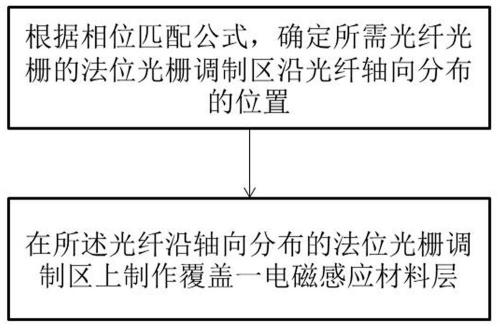 根据相位匹配公式，确定所需光纤光
栅的法位光栅调制区沿光纤轴向分布
的位置
在所述光纤沿轴向分布的法位光栅调
制区上制作覆盖一电磁感应材料层